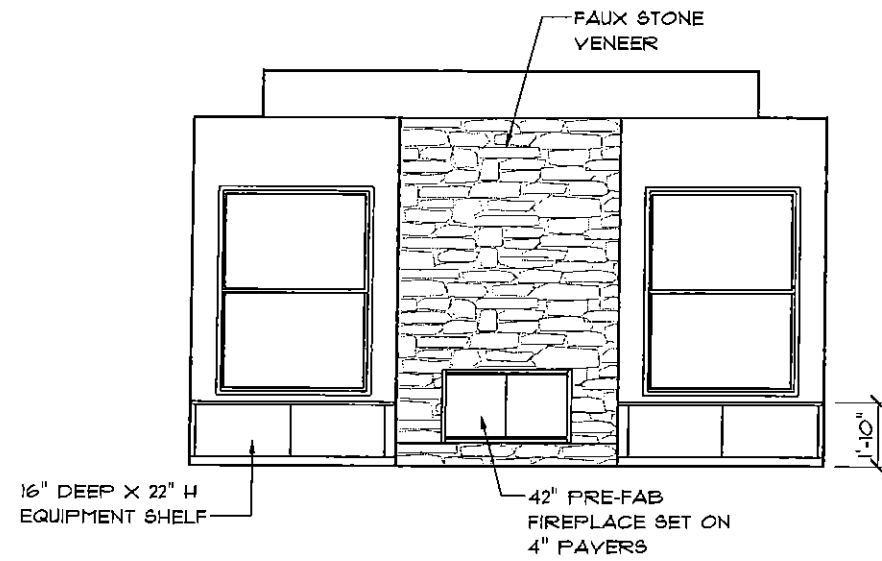 FAUX STONE
VENEER
1'-10"
16" DEEP X 22" H
EQUIPMENT SHELF
42" PRE-FAB
FIREPLACE SET ON
4" PAVERS